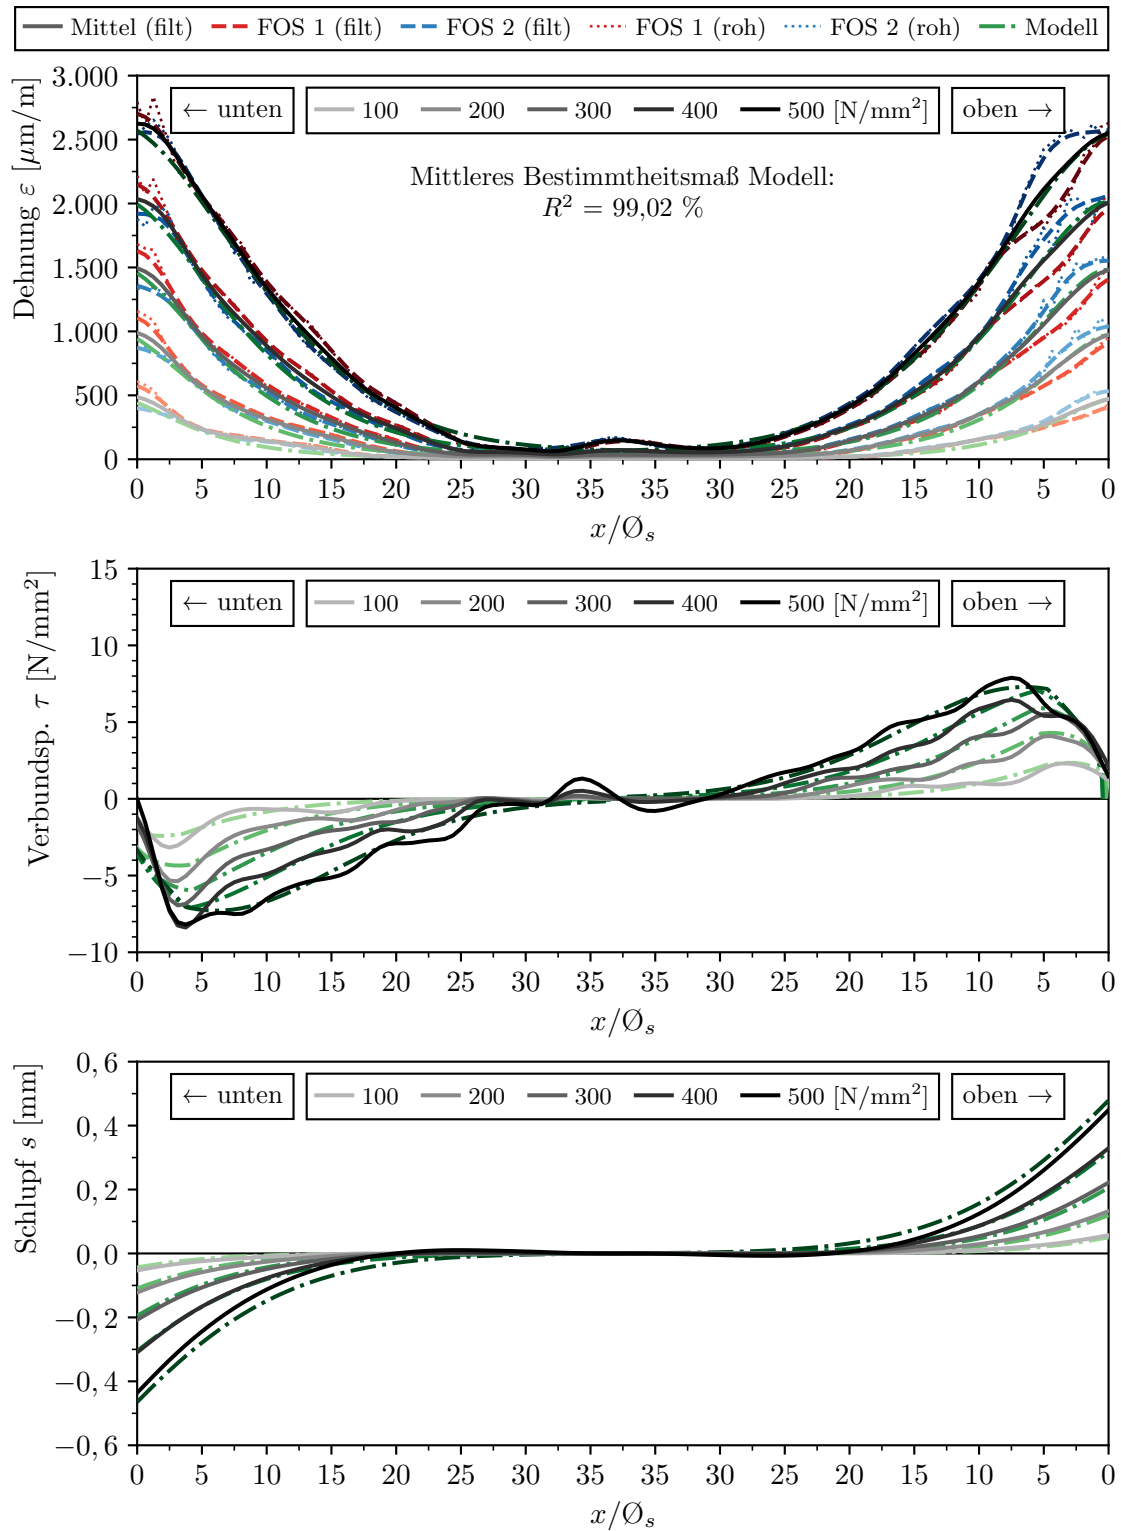 Mittel (filt) FOS 1 (filt) FOS 2 (filt) FOS 1 (roh) FOS 2 (roh) Modell
← unten 100 200 300 400 500 [N/mm²] oben →
Mittleres Bestimmtheitsmaß Modell:
R² = 99,02 %
Dehnung ε [μm/m]
3.000
2.500
2.000
1.500
1.000
500
0
0 5 10 15 20 25 30 35 35 30 25 20 15 10 5 0
x/Ø_s
← unten 100 200 300 400 500 [N/mm²] oben →
Verbundsp. τ [N/mm²]
15
10
5
0
−5
−10
0 5 10 15 20 25 30 35 35 30 25 20 15 10 5 0
x/Ø_s
← unten 100 200 300 400 500 [N/mm²] oben →
Schlupf s [mm]
0,6
0,4
0,2
0,0
−0,2
−0,4
−0,6
0 5 10 15 20 25 30 35 35 30 25 20 15 10 5 0
x/Ø_s